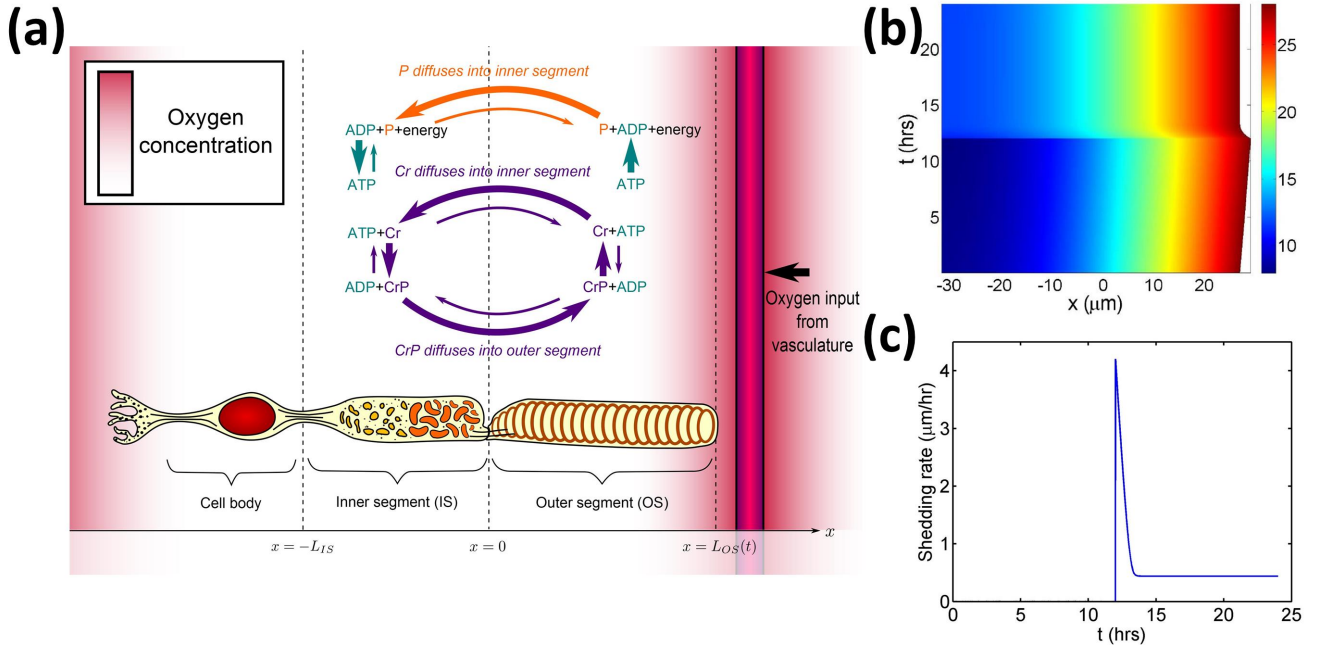 (a)
Oxygen
concentration
P diffuses into inner segment
ADP+P+energy
P+ADP+energy
ATP
ATP
Cr diffuses into inner segment
ATP+Cr
Cr+ATP
ADP+CrP
CrP+ADP
CrP diffuses into outer segment
Oxygen input
from
vasculature
Cell body
Inner segment (IS)
Outer segment (OS)
x = −L_IS
x = 0
x = L_OS(t)
x
(b)
t (hrs)
20
15
10
5
-30 -20 -10 0 10 20
x (μm)
25
20
15
10
(c)
Shedding rate (μm/hr)
4
3
2
1
0
0 5 10 15 20 25
t (hrs)